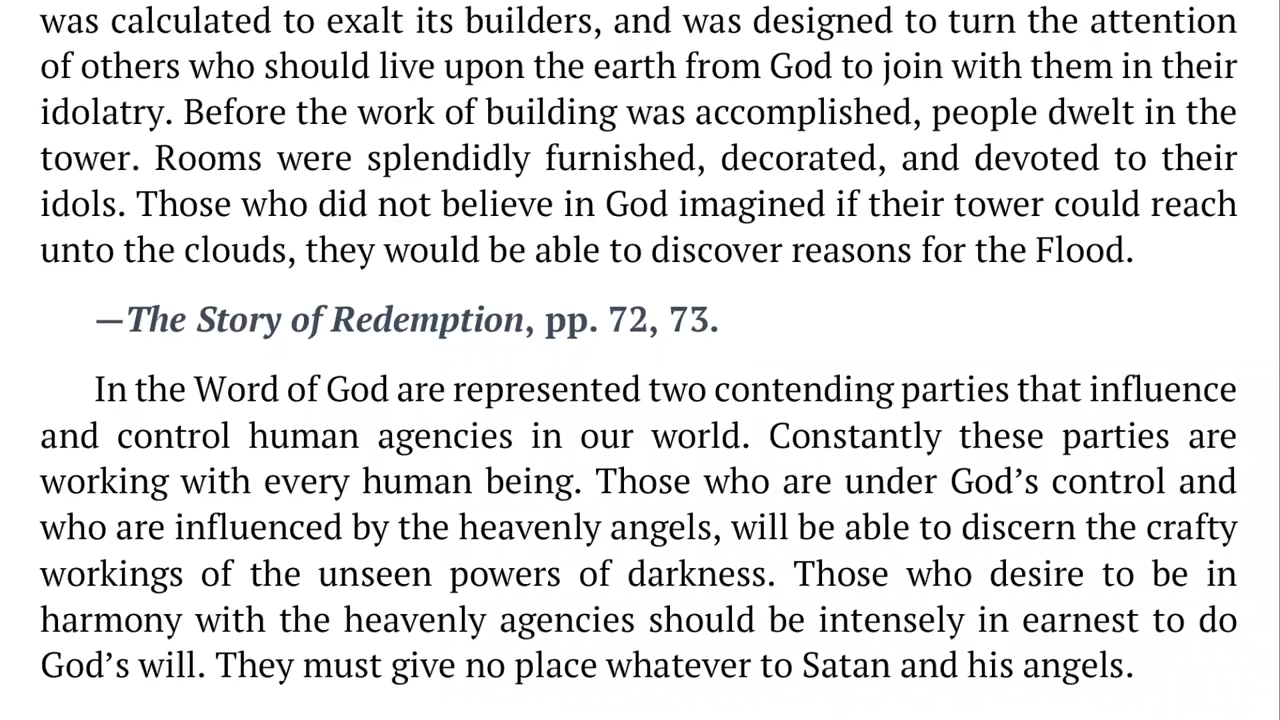 was calculated to exalt its builders, and was designed to turn the attention
of others who should live upon the earth from God to join with them in their
idolatry. Before the work of building was accomplished, people dwelt in the
tower. Rooms were splendidly furnished, decorated, and devoted to their
idols. Those who did not believe in God imagined if their tower could reach
unto the clouds, they would be able to discover reasons for the Flood.
—The Story of Redemption, pp. 72, 73.
In the Word of God are represented two contending parties that influence
and control human agencies in our world. Constantly these parties are
working with every human being. Those who are under God’s control and
who are influenced by the heavenly angels, will be able to discern the crafty
workings of the unseen powers of darkness. Those who desire to be in
harmony with the heavenly agencies should be intensely in earnest to do
God’s will. They must give no place whatever to Satan and his angels.